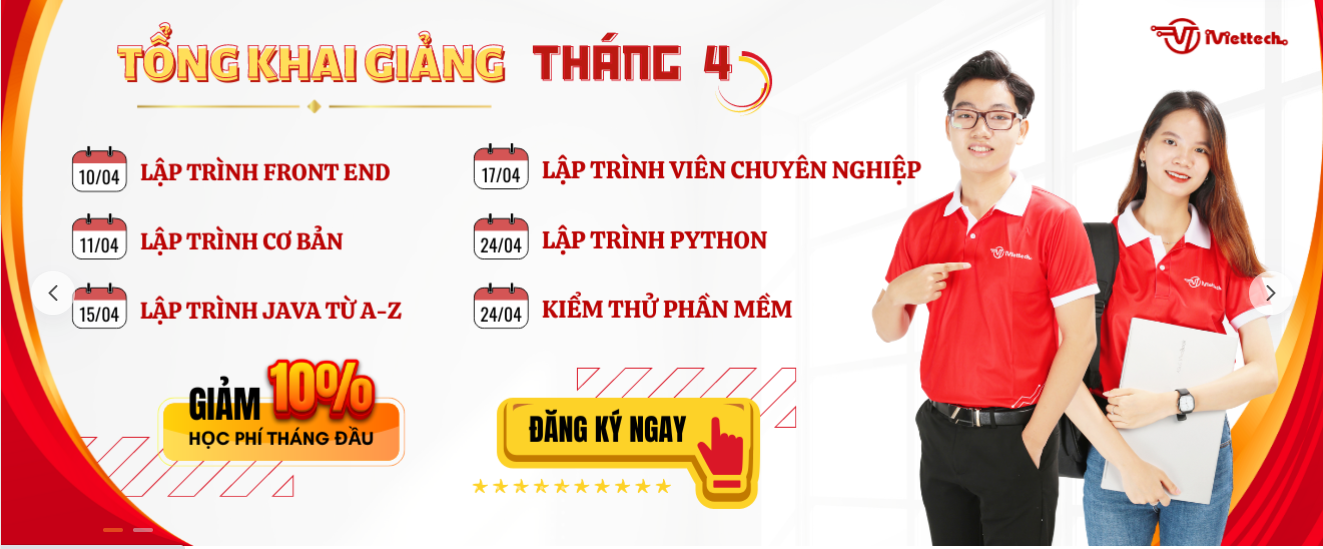 TỔNG KHAI GIẢNG THÁNG 4
iViettech
10/04 LẬP TRÌNH FRONT END
17/04 LẬP TRÌNH VIÊN CHUYÊN NGHIỆP
11/04 LẬP TRÌNH CƠ BẢN
24/04 LẬP TRÌNH PYTHON
15/04 LẬP TRÌNH JAVA TỪ A-Z
24/04 KIỂM THỬ PHẦN MỀM
GIẢM 10%
HỌC PHÍ THÁNG ĐẦU
ĐĂNG KÝ NGAY
iViettech
iViettech